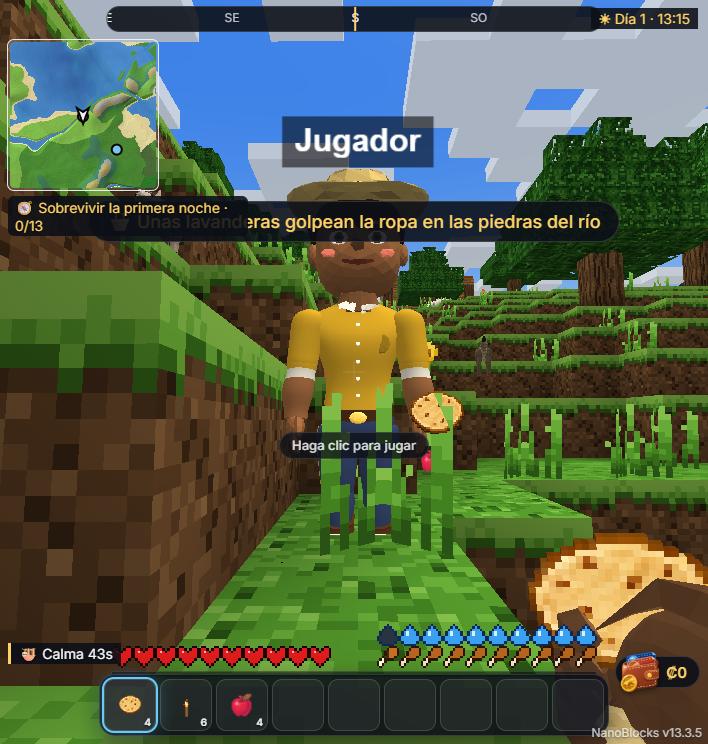 E SE S SO
Día 1 · 13:15
Jugador
Sobrevivir la primera noche ·
0/13
Unas lavanderas golpean la ropa en las piedras del río
Haga clic para jugar
Calma 43s
₡0
4 6 4
NanoBlocks v13.3.5